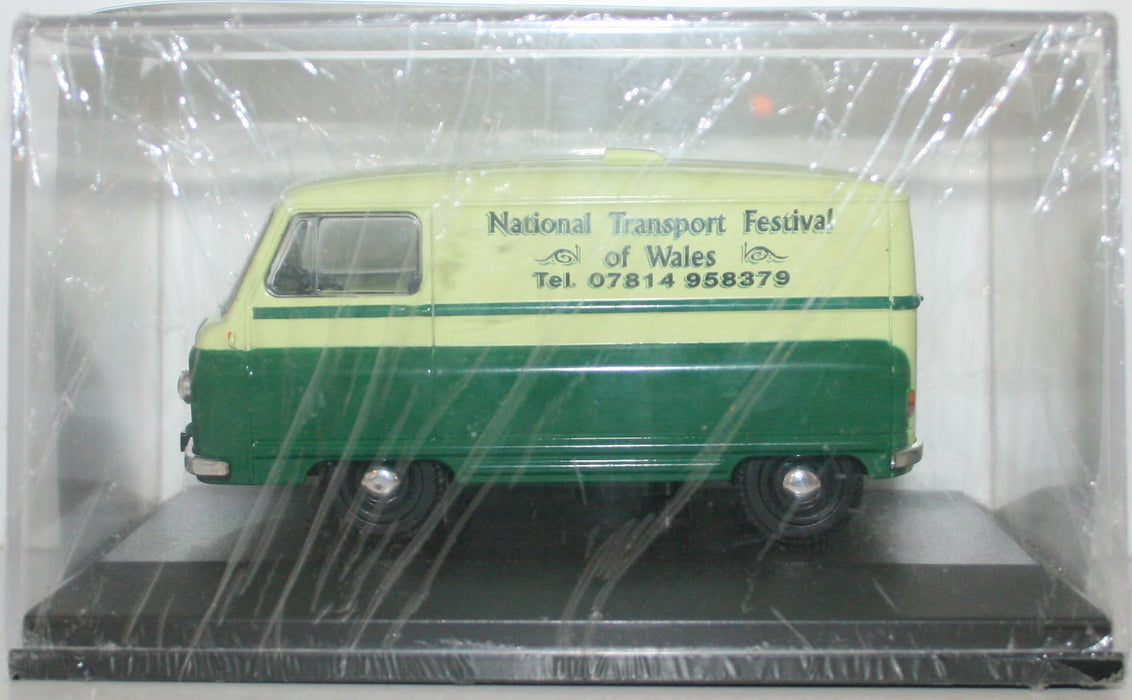 National Transport Festival
of Wales
Tel. 07814 958379